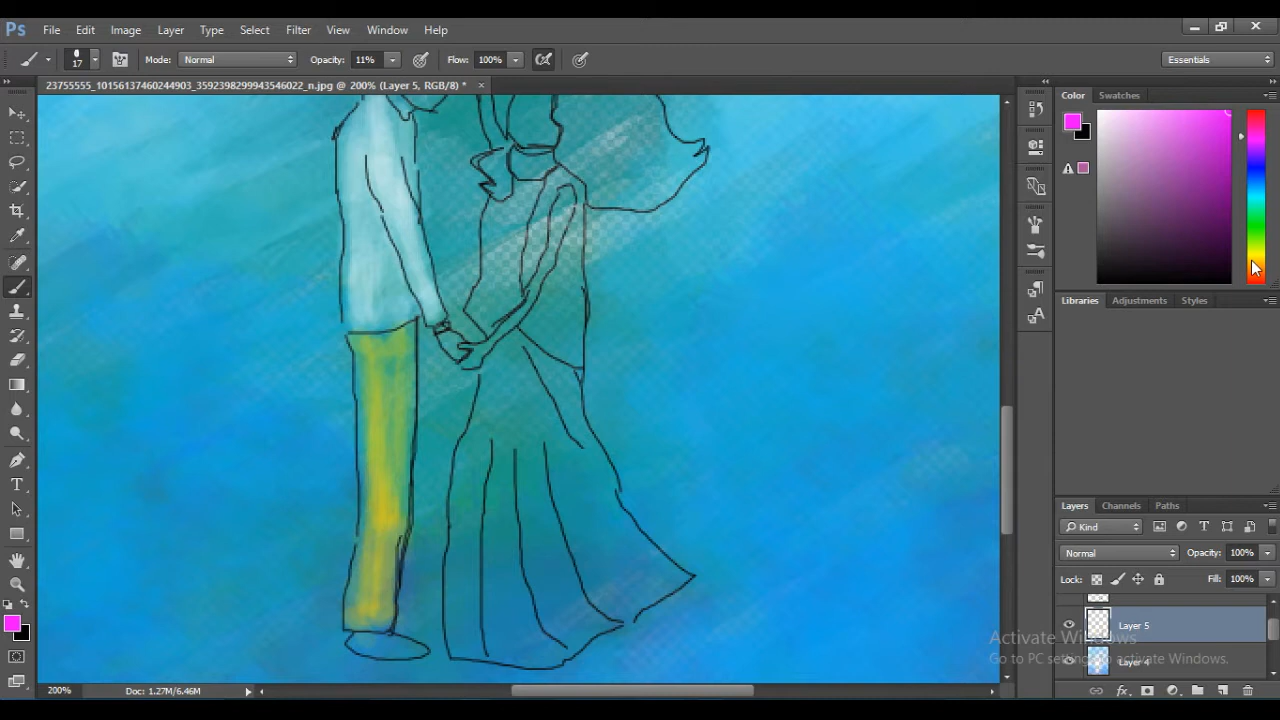 Ps File Edit Image Layer Type Select Filter View Window Help
17 Mode: Normal Opacity: 11% Flow: 100% Essentials
23755555_10156137460244903_3592398299943546022_n.jpg @ 200% (Layer 5, RGB/8) *
Color Swatches
Libraries Adjustments Styles
Layers Channels Paths
Kind
Normal Opacity: 100%
Lock: Fill: 100%
Layer 5
Layer 4
Activate Windows
Go to PC settings to activate Windows.
200% Doc: 1.27M/6.46M